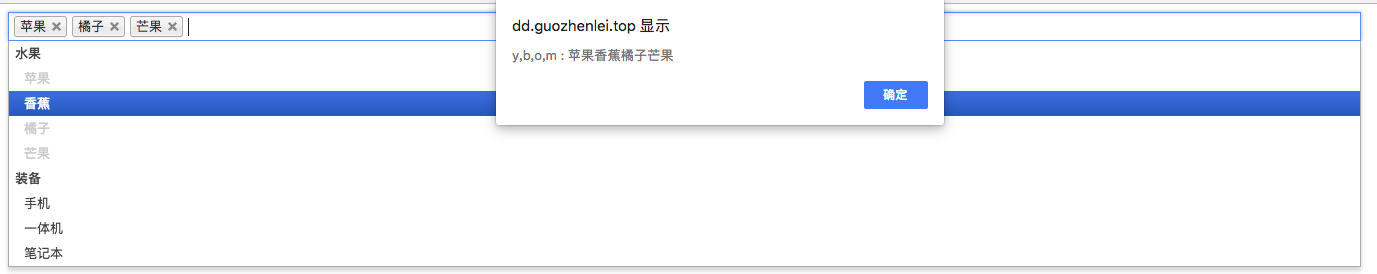 苹果 橘子 芒果
dd.guozhenlei.top 显示
y,b,o,m : 苹果香蕉橘子芒果
确定
水果
苹果
香蕉
橘子
芒果
装备
手机
一体机
笔记本